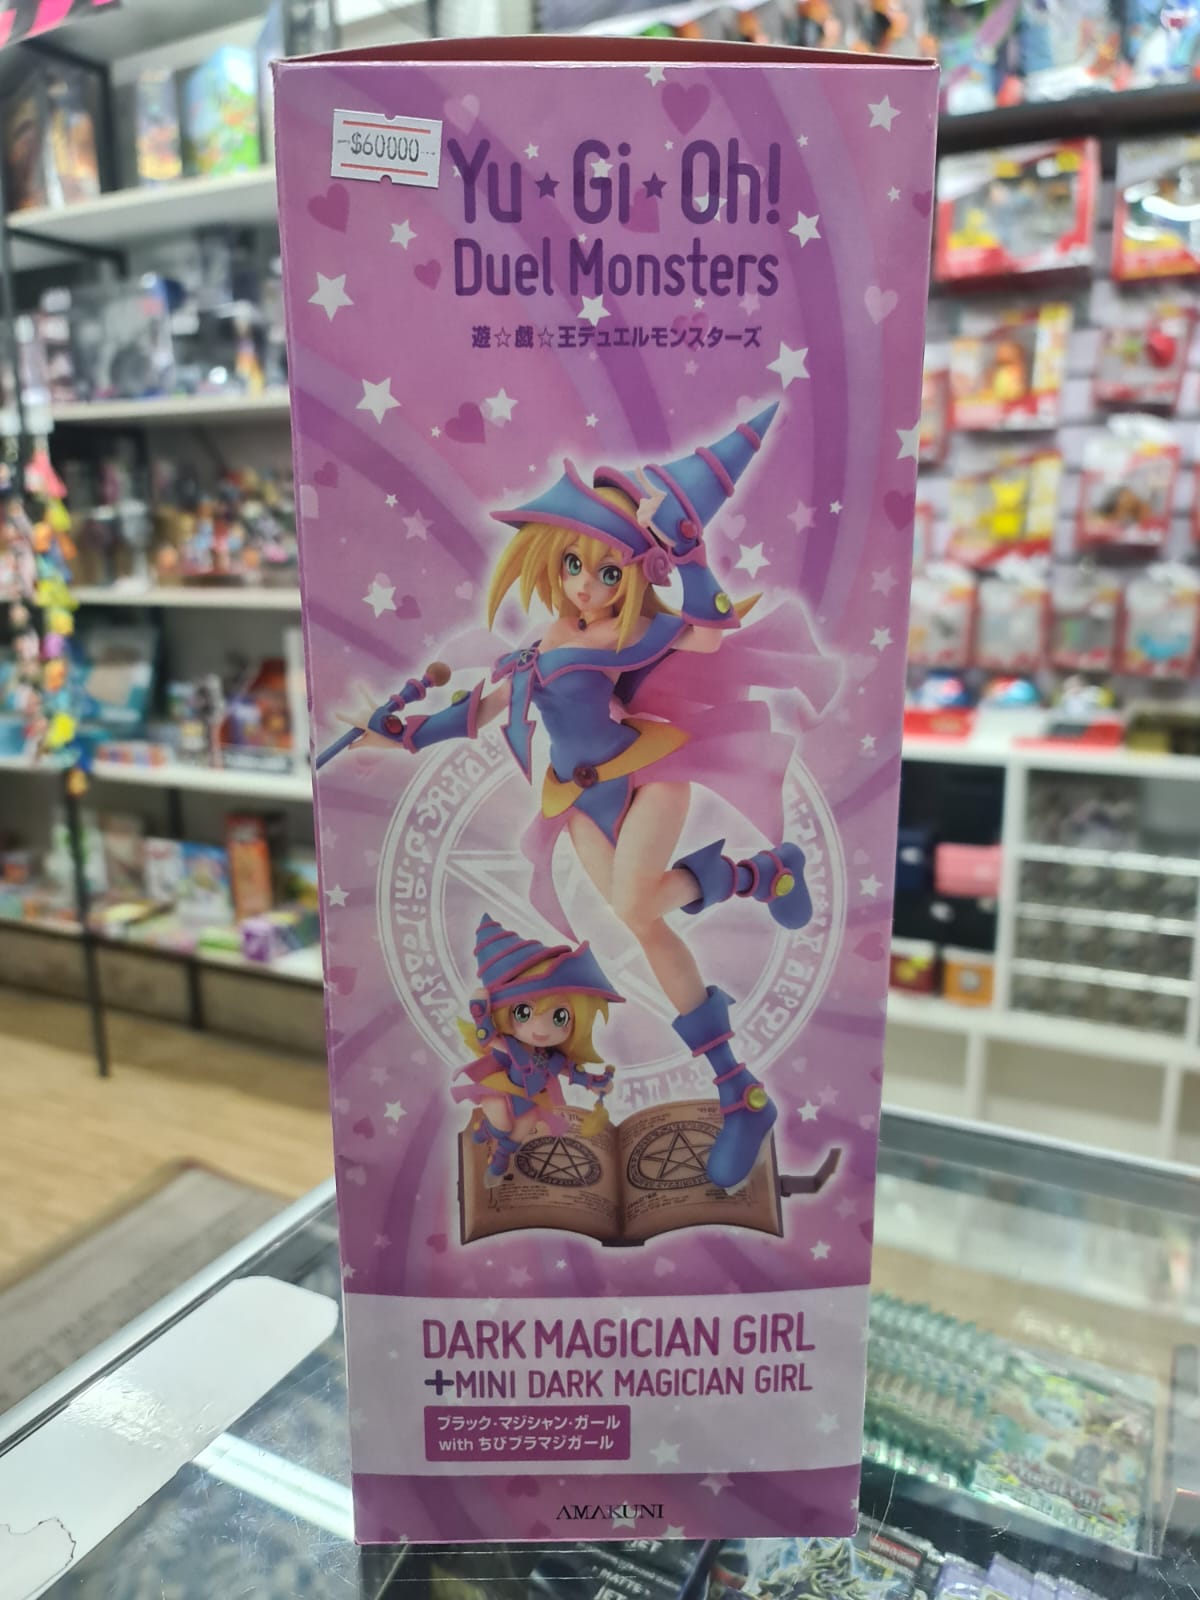 $60000
Yu★Gi★Oh!
Duel Monsters
遊☆戯☆王デュエルモンスターズ
DARK MAGICIAN GIRL
+MINI DARK MAGICIAN GIRL
ブラック・マジシャン・ガール
with ちびブラマジガール
AMAKUNI
MATTE